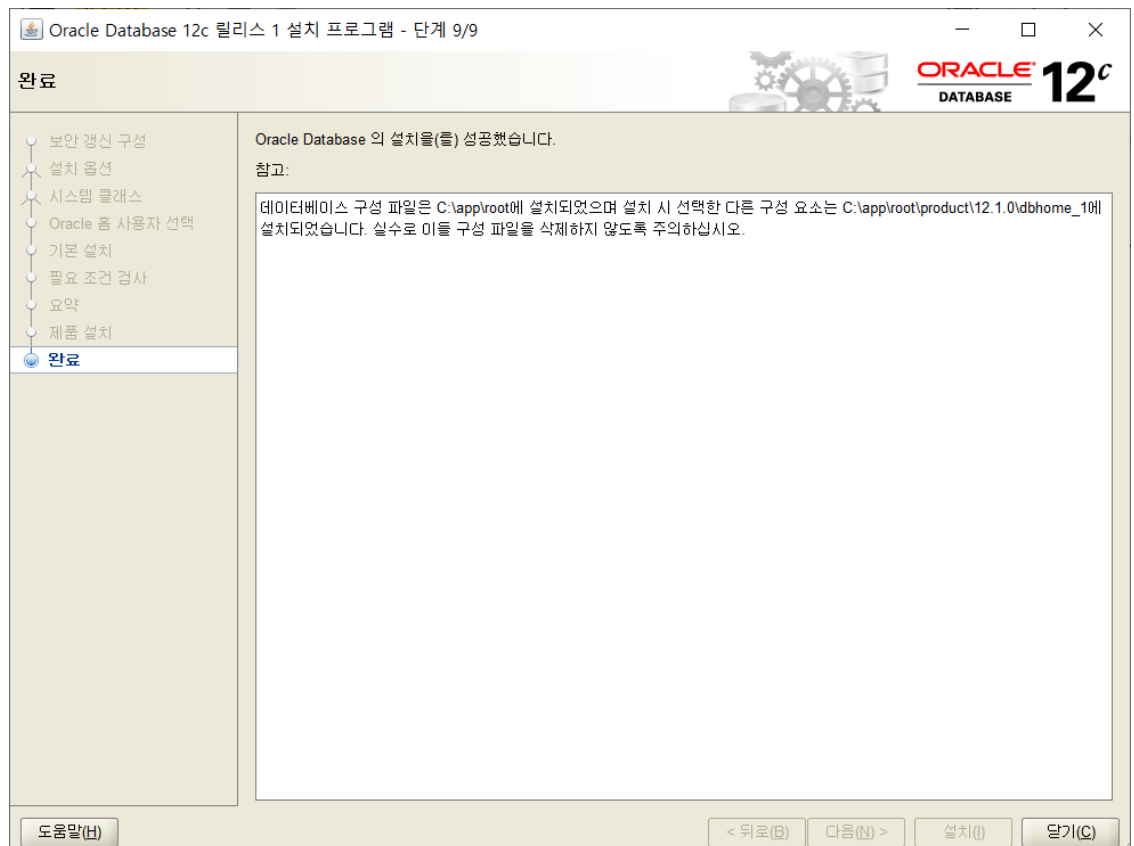 Oracle Database 12c 릴리스 1 설치 프로그램 - 단계 9/9
완료
ORACLE
DATABASE
12c
보안 갱신 구성
설치 옵션
시스템 클래스
Oracle 홈 사용자 선택
기본 설치
필요 조건 검사
요약
제품 설치
완료
Oracle Database 의 설치을(를) 성공했습니다.
참고:
데이터베이스 구성 파일은 C:\app\root에 설치되었으며 설치 시 선택한 다른 구성 요소는 C:\app\root\product\12.1.0\dbhome_1에
설치되었습니다. 실수로 이들 구성 파일을 삭제하지 않도록 주의하십시오.
도움말(H)
< 뒤로(B)
다음(N) >
설치(I)
닫기(C)